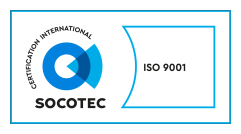 CERTIFICATION INTERNATIONAL
SOCOTEC
ISO 9001